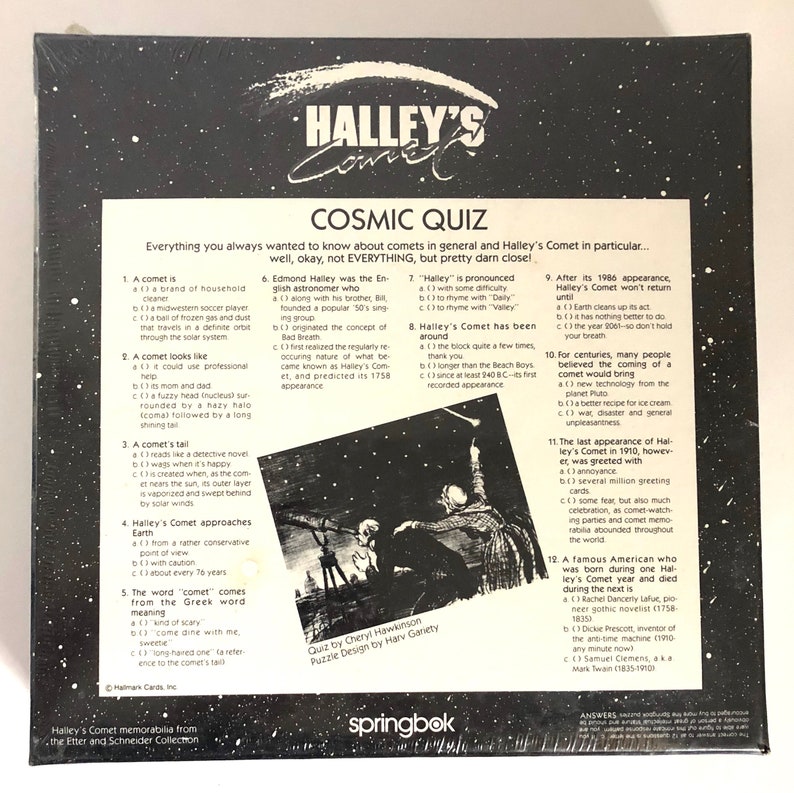 HALLEY'S
Comet
COSMIC QUIZ
Everything you always wanted to know about comets in general and Halley's Comet in particular...
well, okay, not EVERYTHING, but pretty darn close!
1. A comet is
a ( ) a brand of household
cleaner.
b. ( ) a midwestern soccer player.
c. ( ) a ball of frozen gas and dust
that travels in a definite orbit
through the solar system.
2. A comet looks like
a. ( ) it could use professional
help.
b. ( ) its mom and dad.
c. ( ) a fuzzy head (nucleus) sur-
rounded by a hazy halo
(coma) followed by a long
shining tail.
3. A comet's tail
a. ( ) reads like a detective novel.
b. ( ) wags when it's happy.
c. ( ) is created when, as the com-
et nears the sun, its outer layer
is vaporized and swept behind
by solar winds.
4. Halley's Comet approaches
Earth
a. ( ) from a rather conservative
point of view.
b. ( ) with caution.
c. ( ) about every 76 years.
5. The word "comet" comes
from the Greek word
meaning
a. ( ) "kind of scary."
b. ( ) "come dine with me,
sweetie."
c. ( ) "long-haired one" (a refer-
ence to the comet's tail)
6. Edmond Halley was the En-
glish astronomer who
a. ( ) along with his brother, Bill,
founded a popular '50's sing-
ing group.
b. ( ) originated the concept of
Bad Breath.
c. ( ) first realized the regularly re-
occuring nature of what be-
came known as Halley's Com-
et, and predicted its 1758
appearance.
7. "Halley" is pronounced
a. ( ) with some difficulty.
b. ( ) to rhyme with "Daily."
c. ( ) to rhyme with "Valley."
8. Halley's Comet has been
around
a. ( ) the block quite a few times,
thank you.
b. ( ) longer than the Beach Boys.
c. ( ) since at least 240 B.C.--its first
recorded appearance.
9. After its 1986 appearance,
Halley's Comet won't return
until
a. ( ) Earth cleans up its act.
b. ( ) it has nothing better to do.
c. ( ) the year 2061--so don't hold
your breath.
10. For centuries, many people
believed the coming of a
comet would bring
a. ( ) new technology from the
planet Pluto.
b. ( ) a better recipe for ice cream.
c. ( ) war, disaster and general
unpleasantness.
11. The last appearance of Hal-
ley's Comet in 1910, howev-
er, was greeted with
a. ( ) annoyance.
b. ( ) several million greeting
cards.
c. ( ) some fear, but also much
celebration, as comet-watch-
ing parties and comet memo-
rabilia abounded throughout
the world.
12. A famous American who
was born during one Hal-
ley's Comet year and died
during the next is
a. ( ) Rachel Dancerly LaFue, pio-
neer gothic novelist (1758-
1835).
b. ( ) Dickie Prescott, inventor of
the anti-time machine (1910-
any minute now).
c. ( ) Samuel Clemens, a.k.a.
Mark Twain (1835-1910).
Quiz by Cheryl Hawkinson
Puzzle Design by Harv Gariety
© Hallmark Cards, Inc.
Halley's Comet memorabilia from
the Etter and Schneider Collection
springbok
ANSWERS
The correct answer to all 12 questions is the same